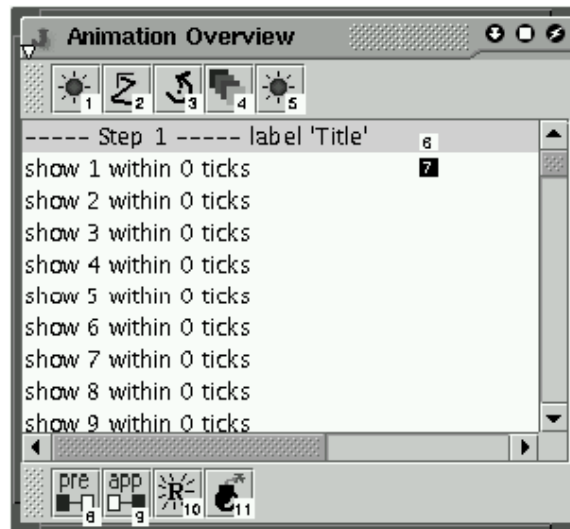 Animation Overview
1 2 3 4 5
----- Step 1 ----- label 'Title' 6
show 1 within 0 ticks 7
show 2 within 0 ticks
show 3 within 0 ticks
show 4 within 0 ticks
show 5 within 0 ticks
show 6 within 0 ticks
show 7 within 0 ticks
show 8 within 0 ticks
show 9 within 0 ticks
pre app R
8 9 10 11